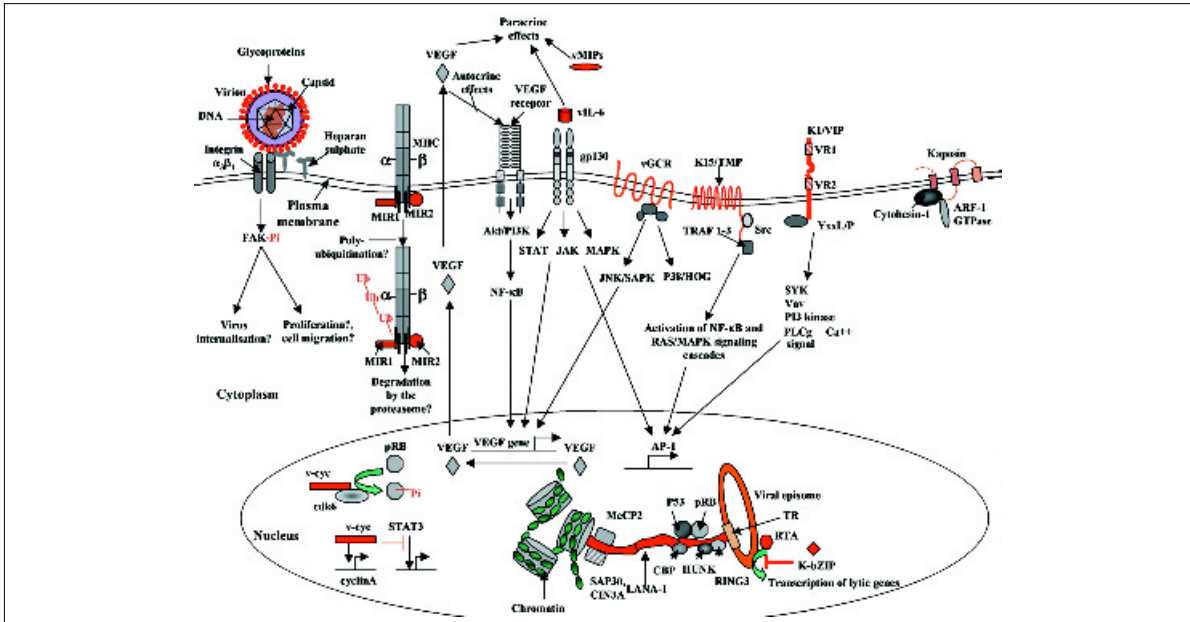 Paracrine
effects
VEGF
vMIPs
Glycoproteins
Virion
Capsid
DNA
Autocrine
effects
VEGF
receptor
vIL-6
Integrin
α
β
Heparan
sulphate
MHC
α
β
gp130
vGCR
K15/TMP
K1/VIP
VR1
VR2
Kaposin
Plasma
membrane
MIR1
MIR2
Cytohesin-1
ARF-1
GTPase
FAK-Pi
Poly-
ubiquitination?
Akt/PI3K
STAT
JAK
MAPK
TRAF 1-3
Src
YxxL/P
VEGF
JNK/SAPK
P38/HOG
Ub
Ub
Ub
α
β
NF-κB
SYK
Vav
PI3 kinase
PLCg Ca++
signal
Virus
internalisation?
Proliferation?,
cell migration?
Activation of NF-κB and
RAS/MAPK signaling
cascades
MIR1
MIR2
Degradation
by the
proteasome?
Cytoplasm
pRB
VEGF
VEGF gene
VEGF
AP-1
v-cyc
cdk6
Pi
P53
pRB
Viral episome
MeCP2
TR
Nucleus
v-cyc
STAT3
RTA
K-bZIP
cyclinA
SAP30,
CIN3A
LANA-1
CBP
HUNK
RING3
Transcription of lytic genes
Chromatin